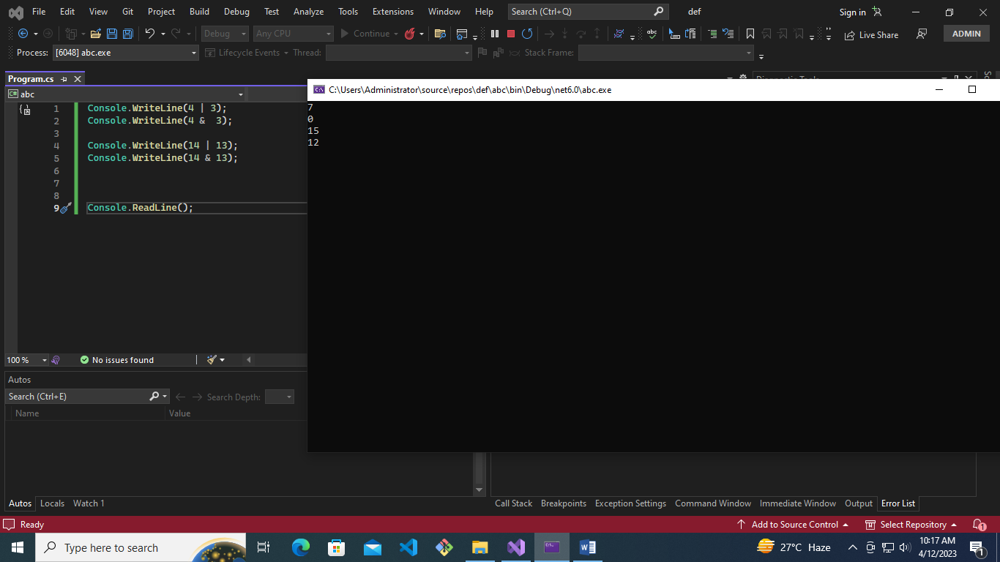 File Edit View Git Project Build Debug Test Analyze Tools Extensions Window Help Search (Ctrl+Q) def Sign in
Debug Any CPU Continue Live Share ADMIN
Process: [6048] abc.exe Lifecycle Events Thread: Stack Frame:
Program.cs
abc
C:\Users\Administrator\source\repos\def\abc\bin\Debug\net6.0\abc.exe
1 Console.WriteLine(4 | 3);
2 Console.WriteLine(4 &  3);
3
4 Console.WriteLine(14 | 13);
5 Console.WriteLine(14 & 13);
6
7
8
9 Console.ReadLine();
7
0
15
12
100 % No issues found
Autos
Search (Ctrl+E) Search Depth:
Name Value
Autos Locals Watch 1
Call Stack Breakpoints Exception Settings Command Window Immediate Window Output Error List
Ready Add to Source Control Select Repository 1
Type here to search 27°C Haze 10:17 AM
4/12/2023 1